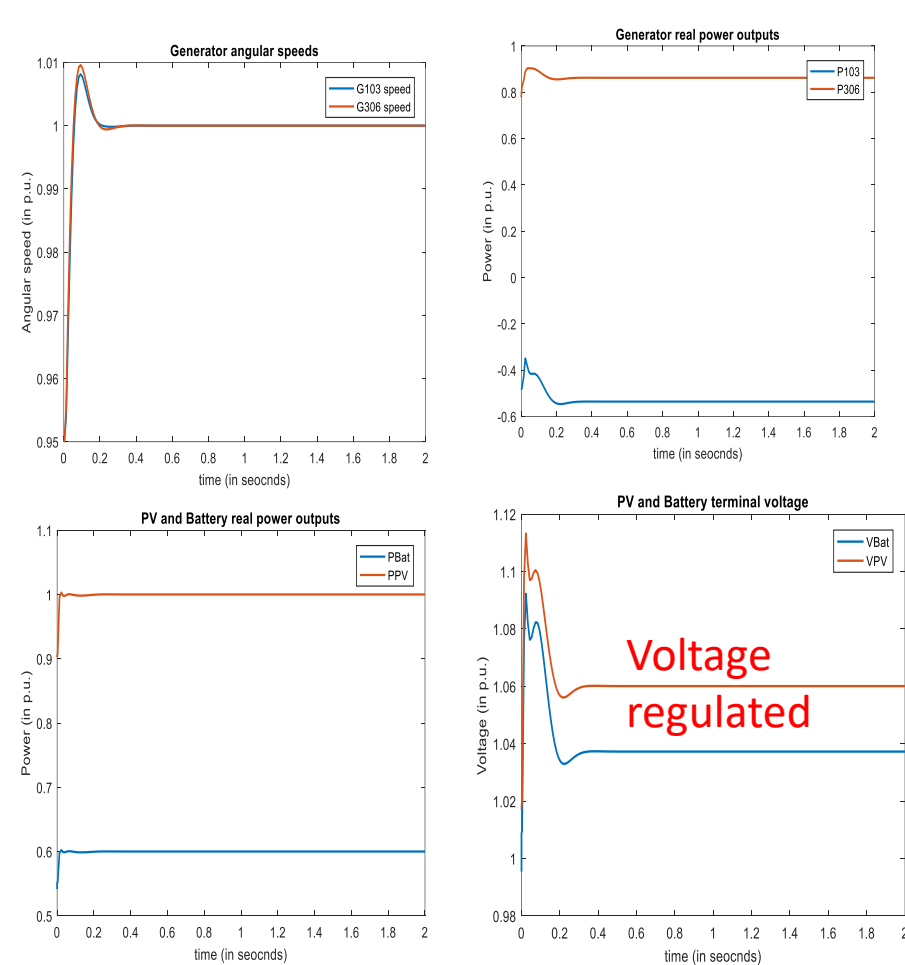 Generator angular speeds
1.01
1
0.99
0.98
0.97
0.96
0.95
Angular speed (in p.u.)
G103 speed
G306 speed
0 0.2 0.4 0.6 0.8 1 1.2 1.4 1.6 1.8 2
time (in seocnds)
Generator real power outputs
1
0.8
0.6
0.4
0.2
0
-0.2
-0.4
-0.6
Power (in p.u.)
P103
P306
0 0.2 0.4 0.6 0.8 1 1.2 1.4 1.6 1.8 2
time (in seocnds)
PV and Battery real power outputs
1.1
1
0.9
0.8
0.7
0.6
0.5
Power (in p.u.)
PBat
PPV
0 0.2 0.4 0.6 0.8 1 1.2 1.4 1.6 1.8 2
time (in seocnds)
PV and Battery terminal voltage
1.12
1.1
1.08
1.06
1.04
1.02
1
0.98
Voltage (in p.u.)
VBat
VPV
Voltage
regulated
0 0.2 0.4 0.6 0.8 1 1.2 1.4 1.6 1.8 2
time (in seocnds)